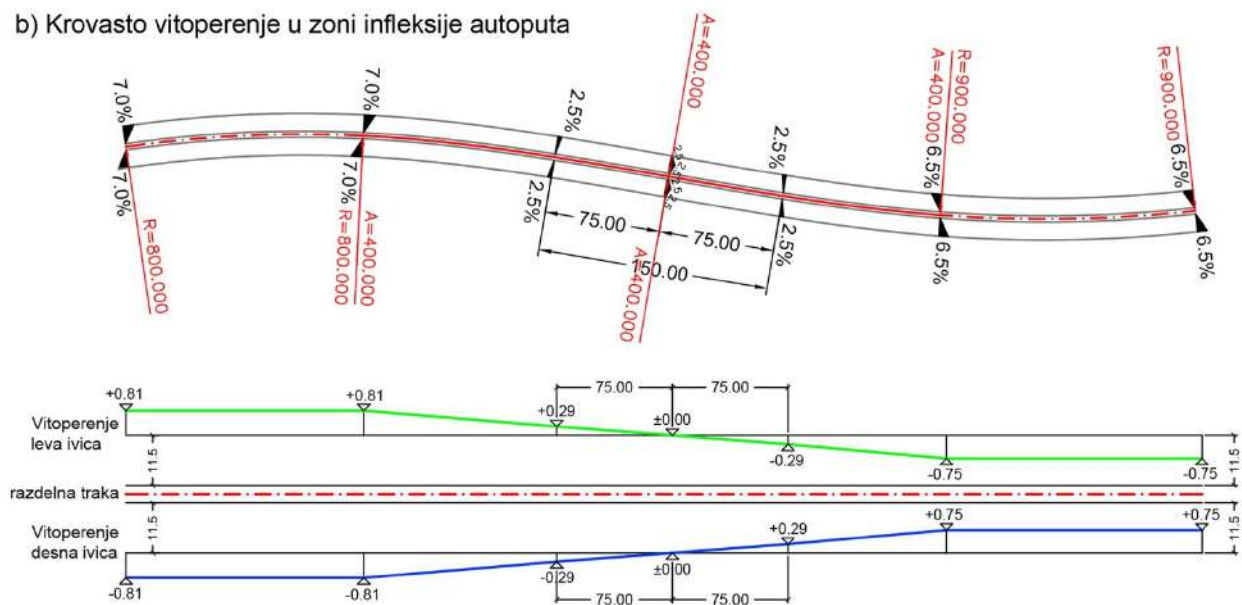 b) Krovasto vitoperenje u zoni infleksije autoputa
7.0%
7.0%
2.5%
A=400.000
2.5%
A=400.000
R=900.000
6.5%
R=900.000
6.5%
7.0%
R=800.000
7.0%
R=800.000
A=400.000
2.5%
75.00
75.00
150.00
A=400.000
2.5%
6.5%
6.5%
+0.81
+0.81
75.00
75.00
+0.29
±0.00
-0.29
-0.75
-0.75
Vitoperenje
leva ivica
11.5
11.5
razdelna traka
Vitoperenje
desna ivica
11.5
11.5
-0.81
-0.81
-0.29
±0.00
+0.29
+0.75
+0.75
75.00
75.00